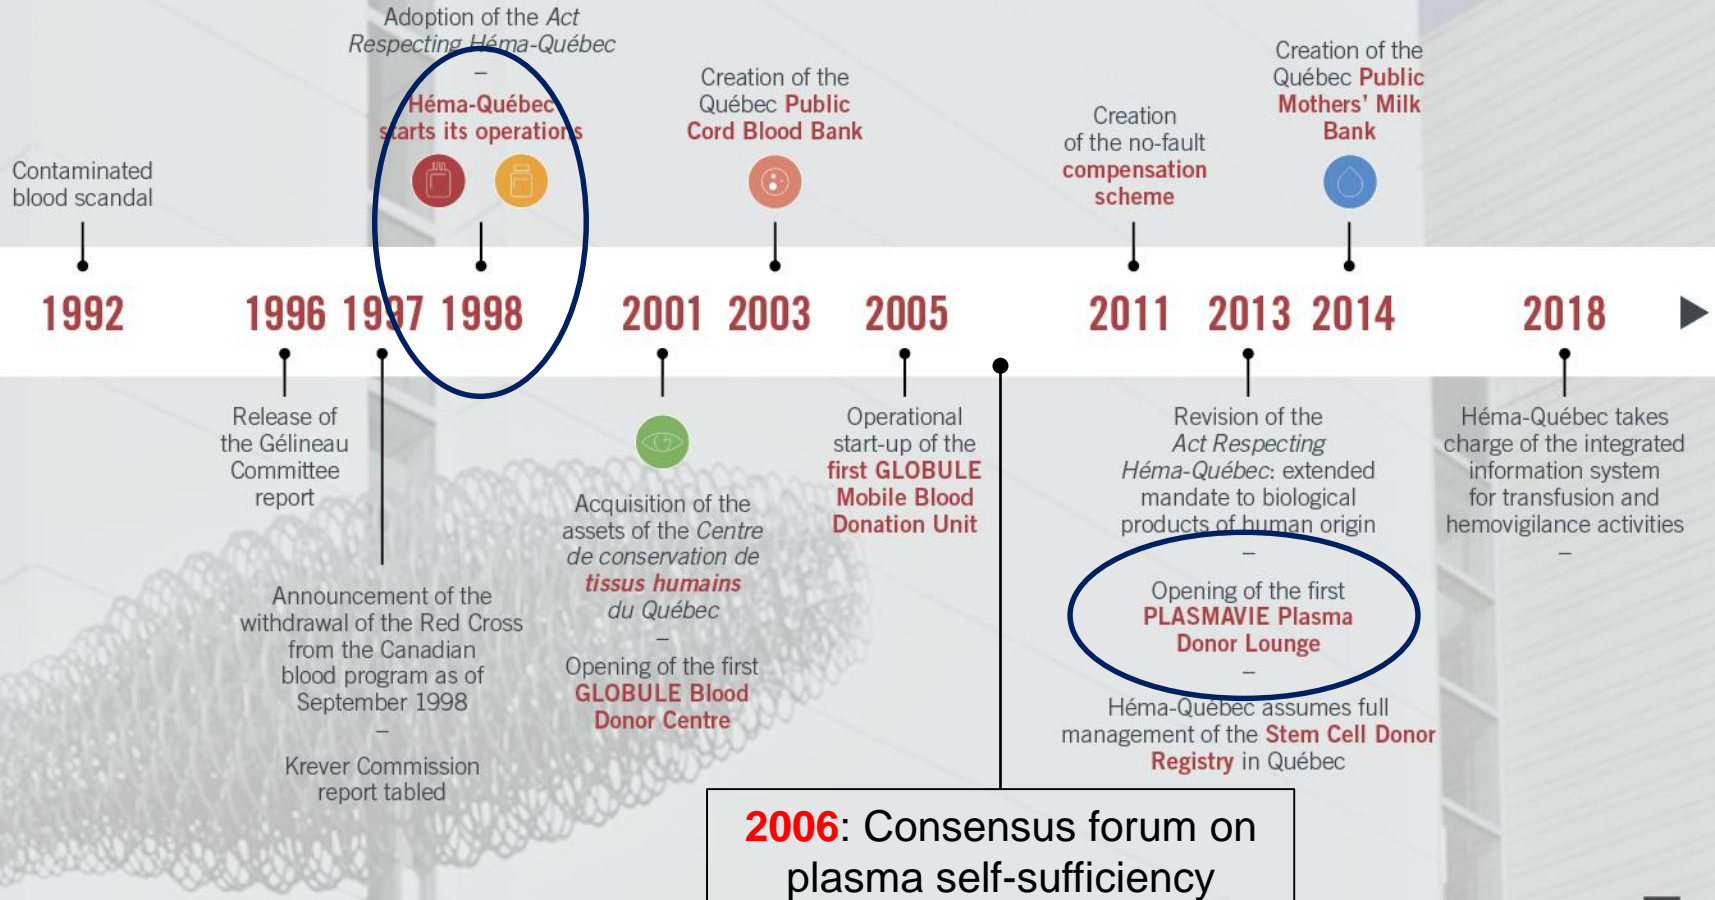 Adoption of the Act
Respecting Héma-Québec
–
Héma-Québec
starts its operations
Creation of the
Québec Public
Cord Blood Bank
Creation of the
Québec Public
Mothers' Milk
Bank
Creation
of the no-fault
compensation
scheme
Contaminated
blood scandal
1992
1996
1997
1998
2001
2003
2005
2011
2013
2014
2018
Release of
the Gélineau
Committee
report
Announcement of the
withdrawal of the Red Cross
from the Canadian
blood program as of
September 1998
–
Krever Commission
report tabled
Acquisition of the
assets of the Centre
de conservation de
tissus humains
du Québec
–
Opening of the first
GLOBULE Blood
Donor Centre
Operational
start-up of the
first GLOBULE
Mobile Blood
Donation Unit
Revision of the
Act Respecting
Héma-Québec: extended
mandate to biological
products of human origin
–
Opening of the first
PLASMAVIE Plasma
Donor Lounge
–
Héma-Québec assumes full
management of the Stem Cell Donor
Registry in Québec
Héma-Québec takes
charge of the integrated
information system
for transfusion and
hemovigilance activities
–
2006: Consensus forum on
plasma self-sufficiency